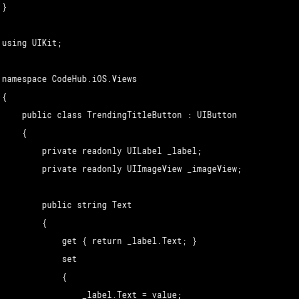 }
using UIKit;
namespace CodeHub.iOS.Views
{
public class TrendingTitleButton : UIButton
{
private readonly UILabel _label;
private readonly UIImageView _imageView;
public string Text
{
get { return _label.Text; }
set
{
_label.Text = value;